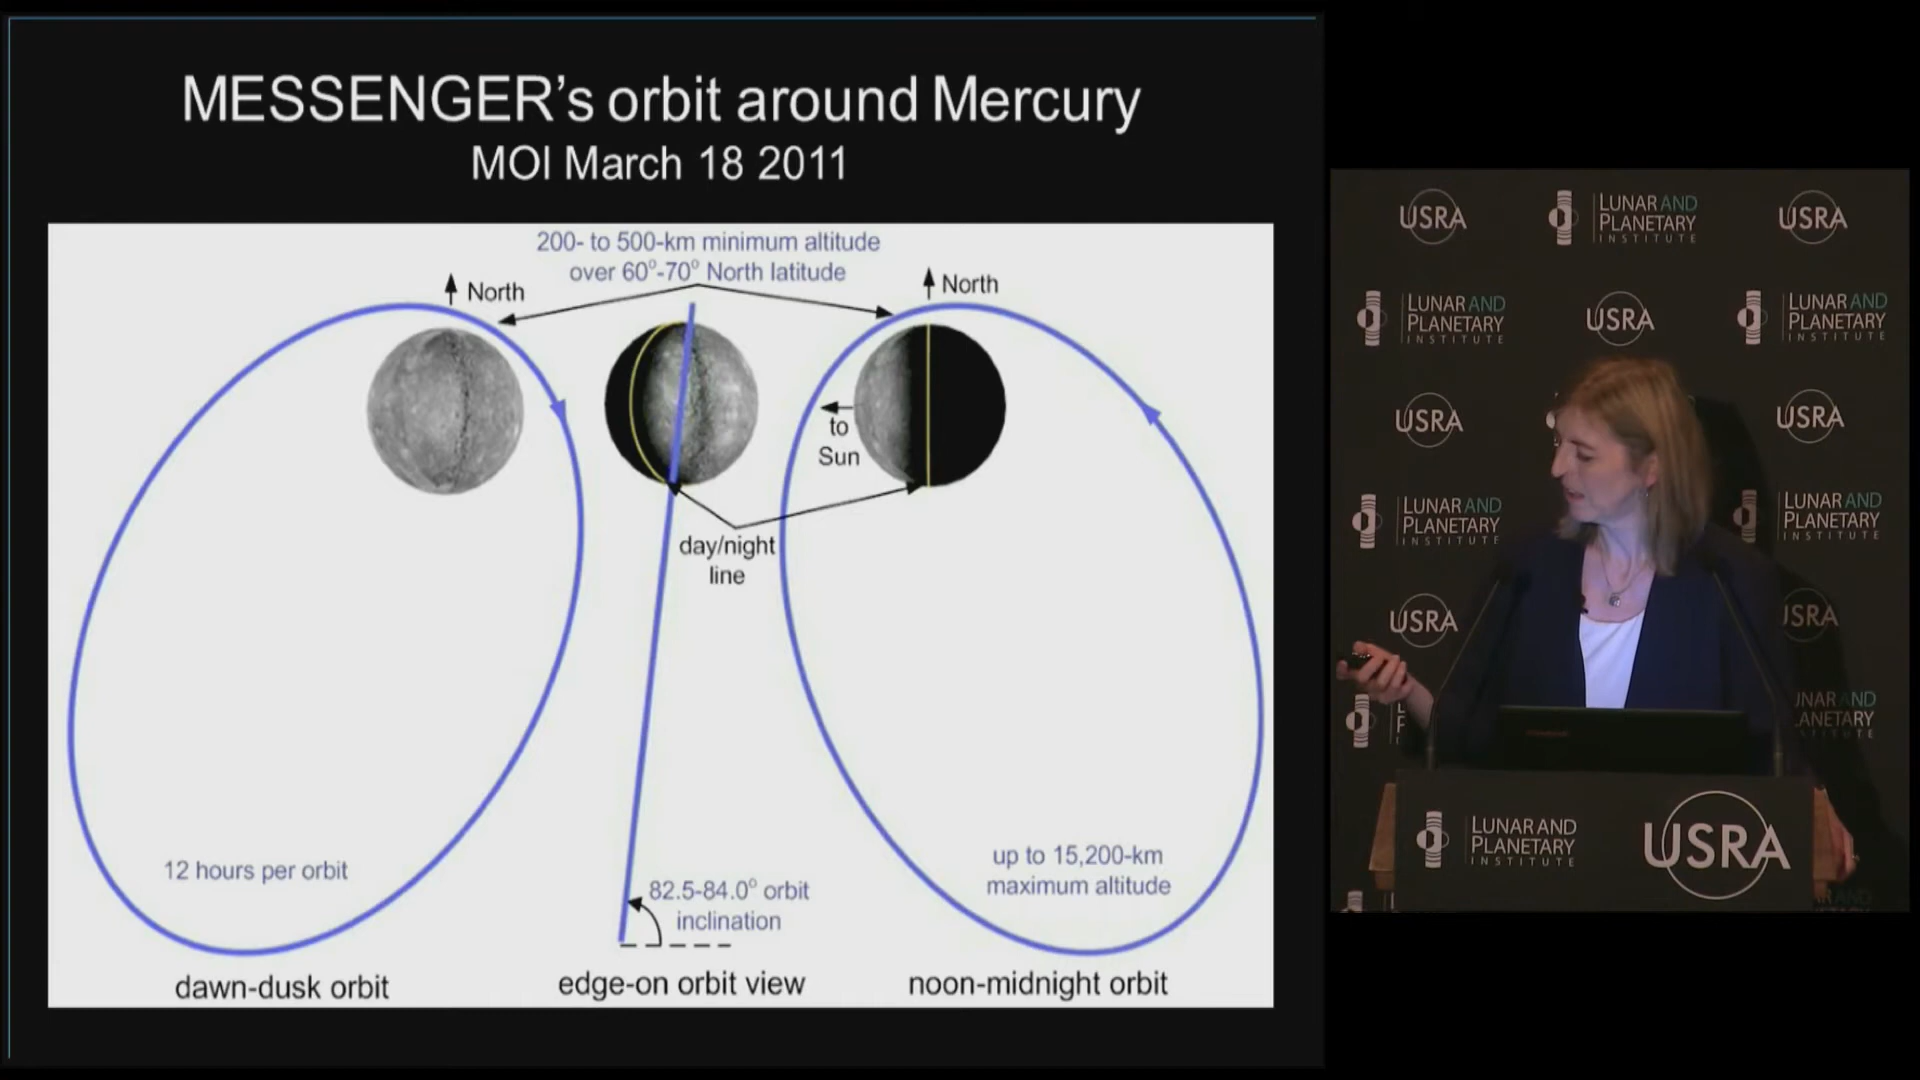 MESSENGER's orbit around Mercury
MOI March 18 2011
200- to 500-km minimum altitude
over 60°-70° North latitude
North
North
to
Sun
day/night
line
12 hours per orbit
82.5-84.0° orbit
inclination
up to 15,200-km
maximum altitude
dawn-dusk orbit
edge-on orbit view
noon-midnight orbit
USRA
LUNAR AND
PLANETARY
INSTITUTE
USRA
LUNAR AND
PLANETARY
INSTITUTE
USRA
LUNAR AND
PLANETARY
INSTITUTE
USRA
USRA
LUNAR AND
PLANETARY
INSTITUTE
LUNAR AND
PLANETARY
INSTITUTE
USRA
USRA
LUNAR AND
PLANETARY
INSTITUTE
USRA